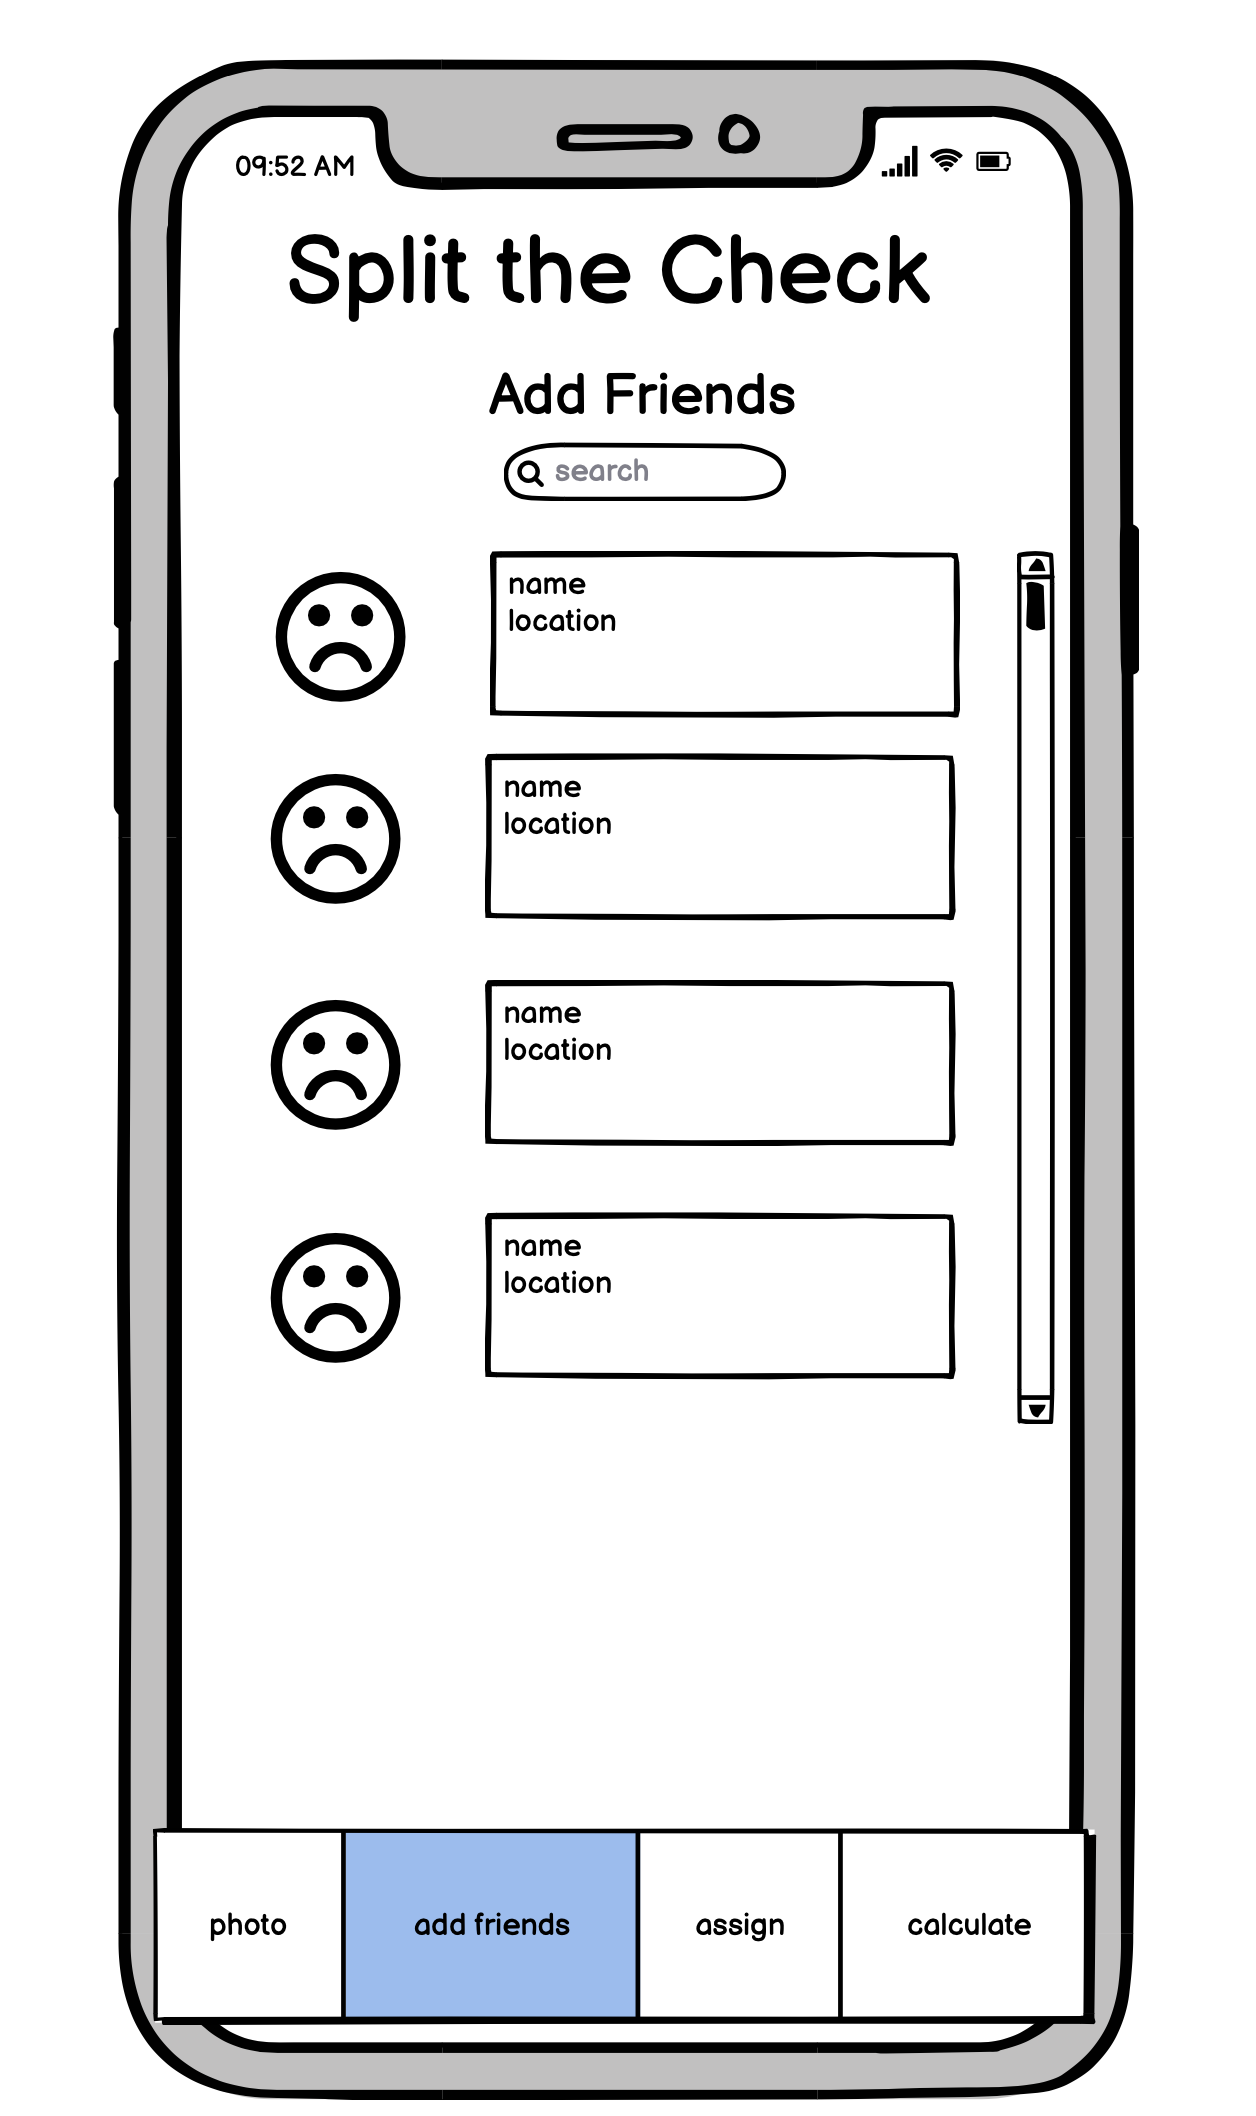 09:52 AM
Split the Check
Add Friends
search
name
location
name
location
name
location
name
location
photo
add friends
assign
calculate